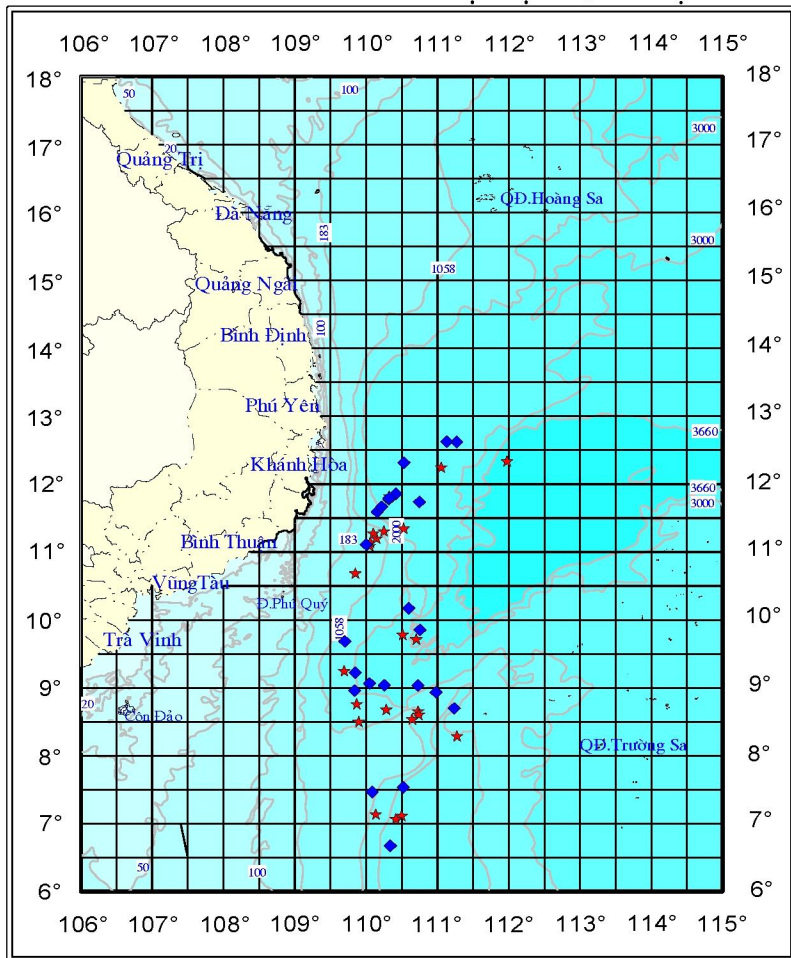 106° 107° 108° 109° 110° 111° 112° 113° 114° 115°
18° 18°
50 100
3000
17° 17°
20
Quảng Trị
QĐ.Hoàng Sa
16° 16°
Đà Nẵng
183
3000
1058
15° 15°
Quảng Ngãi
100
Bình Định
14° 14°
Phú Yên
13° 13°
3660
Khánh Hòa
12° 12°
3660
3000
2000
183
Bình Thuận
11° 11°
VũngTàu
Đ.Phú Quý
10° 10°
1058
Trà Vinh
9° 9°
20
Côn Đảo
QĐ.Trường Sa
8° 8°
7° 7°
50 100
6° 6°
106° 107° 108° 109° 110° 111° 112° 113° 114° 115°